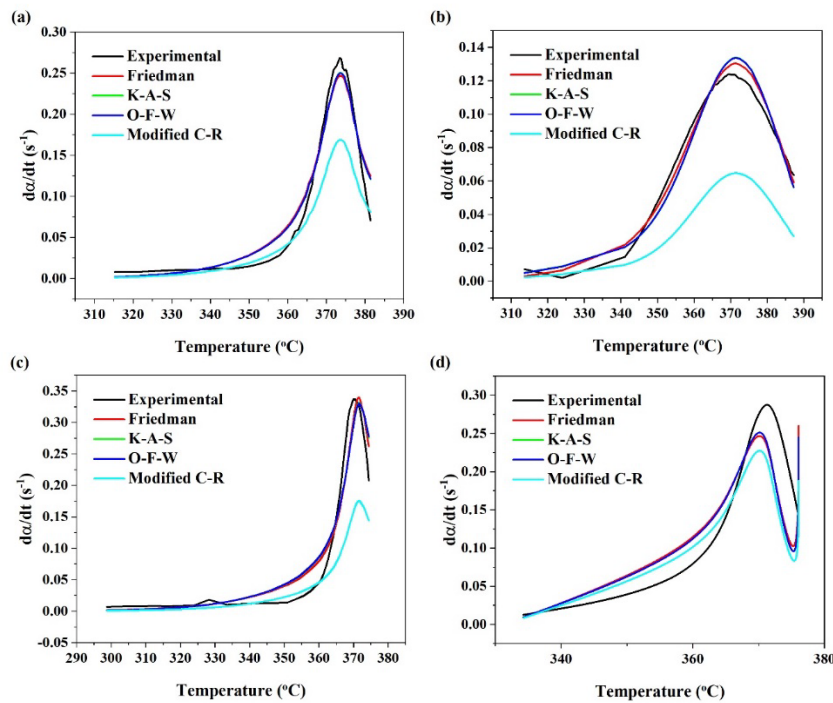 (a)
Experimental
Friedman
K-A-S
O-F-W
Modified C-R
dα/dt (s⁻¹)
0.30
0.25
0.20
0.15
0.10
0.05
0.00
310 320 330 340 350 360 370 380 390
Temperature (°C)
(b)
Experimental
Friedman
K-A-S
O-F-W
Modified C-R
dα/dt (s⁻¹)
0.14
0.12
0.10
0.08
0.06
0.04
0.02
0.00
310 320 330 340 350 360 370 380 390
Temperature (°C)
(c)
Experimental
Friedman
K-A-S
O-F-W
Modified C-R
dα/dt (s⁻¹)
0.35
0.30
0.25
0.20
0.15
0.10
0.05
0.00
-0.05
290 300 310 320 330 340 350 360 370 380
Temperature (°C)
(d)
Experimental
Friedman
K-A-S
O-F-W
Modified C-R
dα/dt (s⁻¹)
0.30
0.25
0.20
0.15
0.10
0.05
0.00
340 360 380
Temperature (°C)